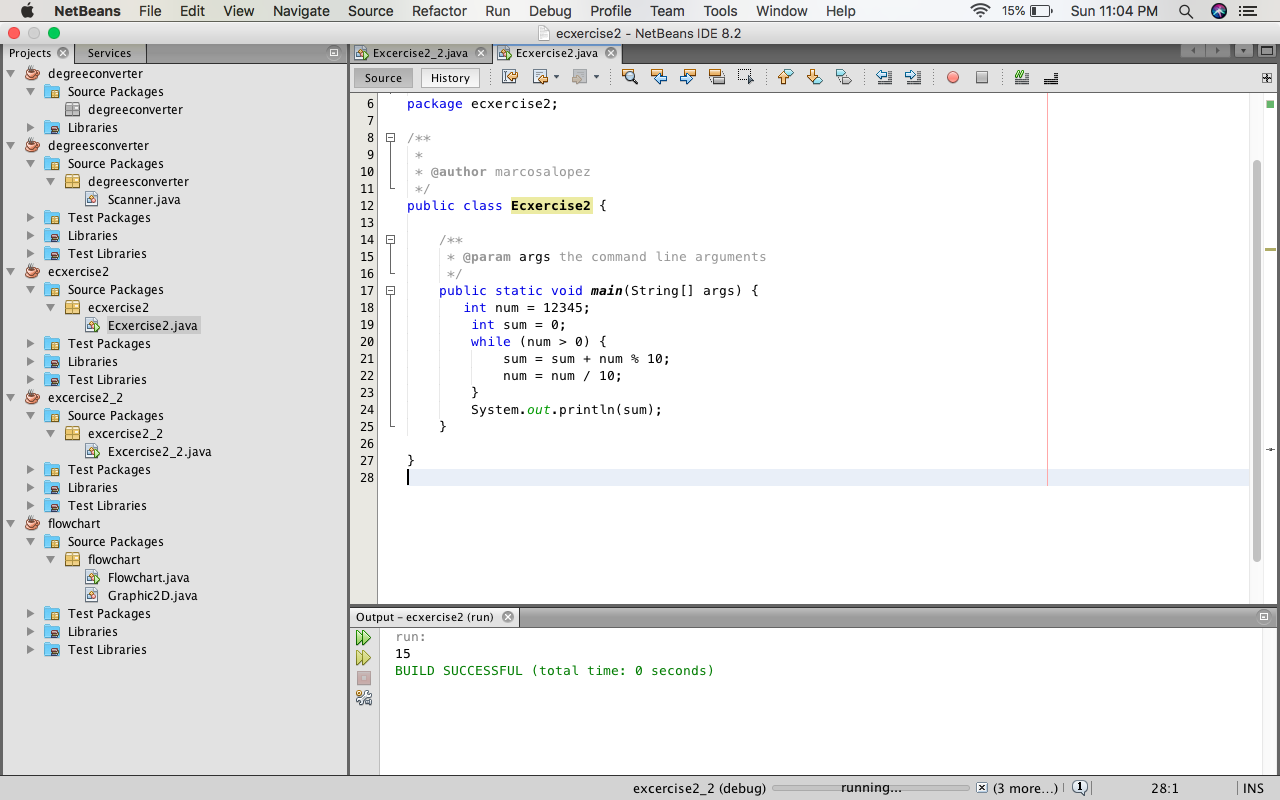 NetBeans File Edit View Navigate Source Refactor Run Debug Profile Team Tools Window Help 15% Sun 11:04 PM
ecxercise2 - NetBeans IDE 8.2
Projects Services
degreeconverter
Source Packages
degreeconverter
Libraries
degreesconverter
Source Packages
degreesconverter
Scanner.java
Test Packages
Libraries
Test Libraries
ecxercise2
Source Packages
ecxercise2
Ecxercise2.java
Test Packages
Libraries
Test Libraries
excercise2_2
Source Packages
excercise2_2
Excercise2_2.java
Test Packages
Libraries
Test Libraries
flowchart
Source Packages
flowchart
Flowchart.java
Graphic2D.java
Test Packages
Libraries
Test Libraries
Excercise2_2.java Ecxercise2.java
Source History
6 package ecxercise2;
7
8 /**
9 *
10 * @author marcosalopez
11 */
12 public class Ecxercise2 {
13
14 /**
15 * @param args the command line arguments
16 */
17 public static void main(String[] args) {
18 int num = 12345;
19 int sum = 0;
20 while (num > 0) {
21 sum = sum + num % 10;
22 num = num / 10;
23 }
24 System.out.println(sum);
25 }
26
27 }
28
Output - ecxercise2 (run)
run:
15
BUILD SUCCESSFUL (total time: 0 seconds)
excercise2_2 (debug) running... (3 more...) 1 28:1 INS